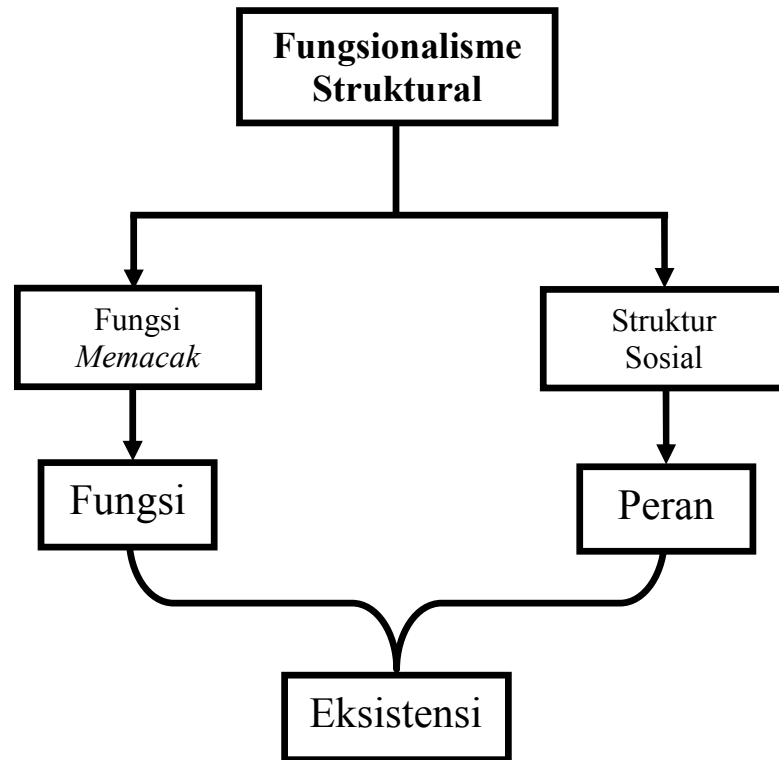 Fungsionalisme
Struktural
Fungsi
Memacak
Struktur
Sosial
Fungsi
Peran
Eksistensi